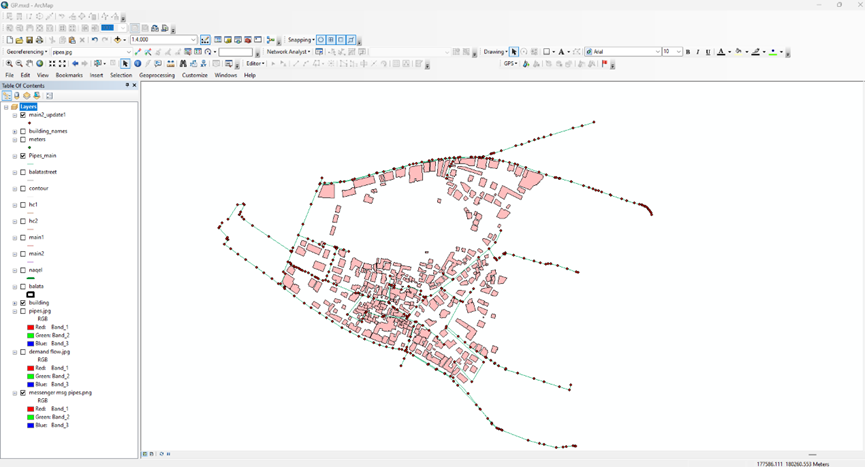 GP.mxd - ArcMap
1:4.000
Snapping
Georeferencing
pipes.jpg
Network Analyst
Drawing
A
Arial
10
B I U
A
Editor
GPS
File Edit View Bookmarks Insert Selection Geoprocessing Customize Windows Help
Table Of Contents
Layers
main2_update1
building_names
meters
Pipes_main
balatastreet
contour
hc1
hc2
main1
main2
naqel
balata
building
pipes.jpg
RGB
Red: Band_1
Green: Band_2
Blue: Band_3
demand flow.jpg
RGB
Red: Band_1
Green: Band_2
Blue: Band_3
messenger msg pipes.png
RGB
Red: Band_1
Green: Band_2
Blue: Band_3
177586.111 180260.553 Meters